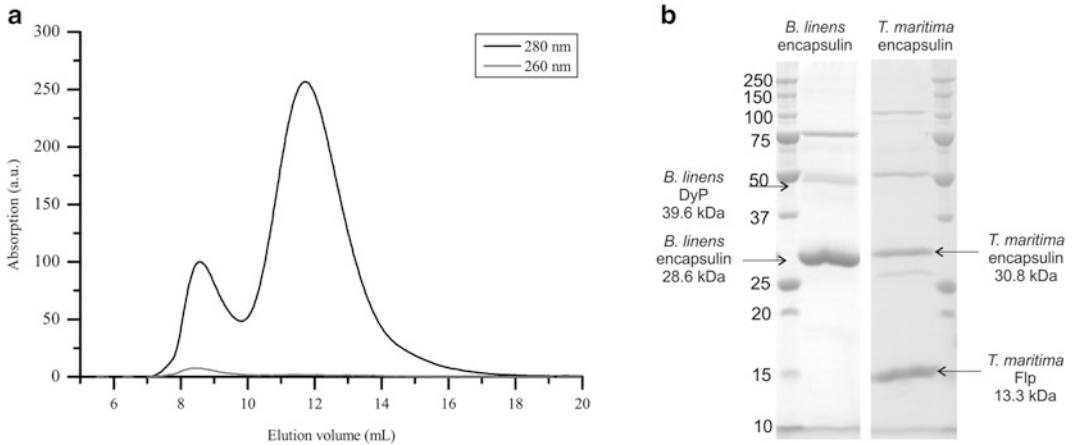 a
300
250
200
150
100
50
0
Absorption (a.u.)
6
8
10
12
14
16
18
20
Elution volume (mL)
280 nm
260 nm
b
B. linens
encapsulin
T. maritima
encapsulin
250
150
100
75
50
37
25
20
15
10
B. linens
DyP
39.6 kDa
B. linens
encapsulin
28.6 kDa
T. maritima
encapsulin
30.8 kDa
T. maritima
Flp
13.3 kDa